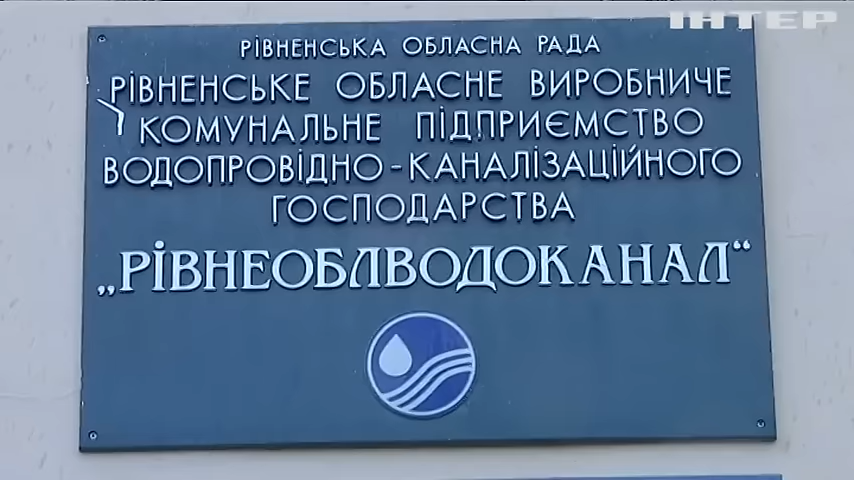 ІНТЕР
РІВНЕНСЬКА ОБЛАСНА РАДА
РІВНЕНСЬКЕ ОБЛАСНЕ ВИРОБНИЧЕ
КОМУНАЛЬНЕ ПІДПРИЄМСТВО
ВОДОПРОВІДНО-КАНАЛІЗАЦІЙНОГО
ГОСПОДАРСТВА
„РІВНЕОБЛВОДОКАНАЛ“